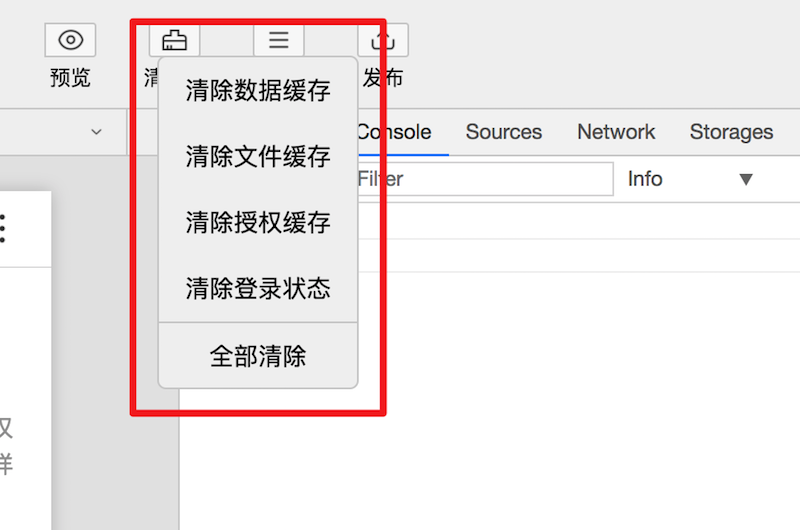 预览
清
发布
清除数据缓存
清除文件缓存
清除授权缓存
清除登录状态
全部清除
Console Sources Network Storages
Filter Info